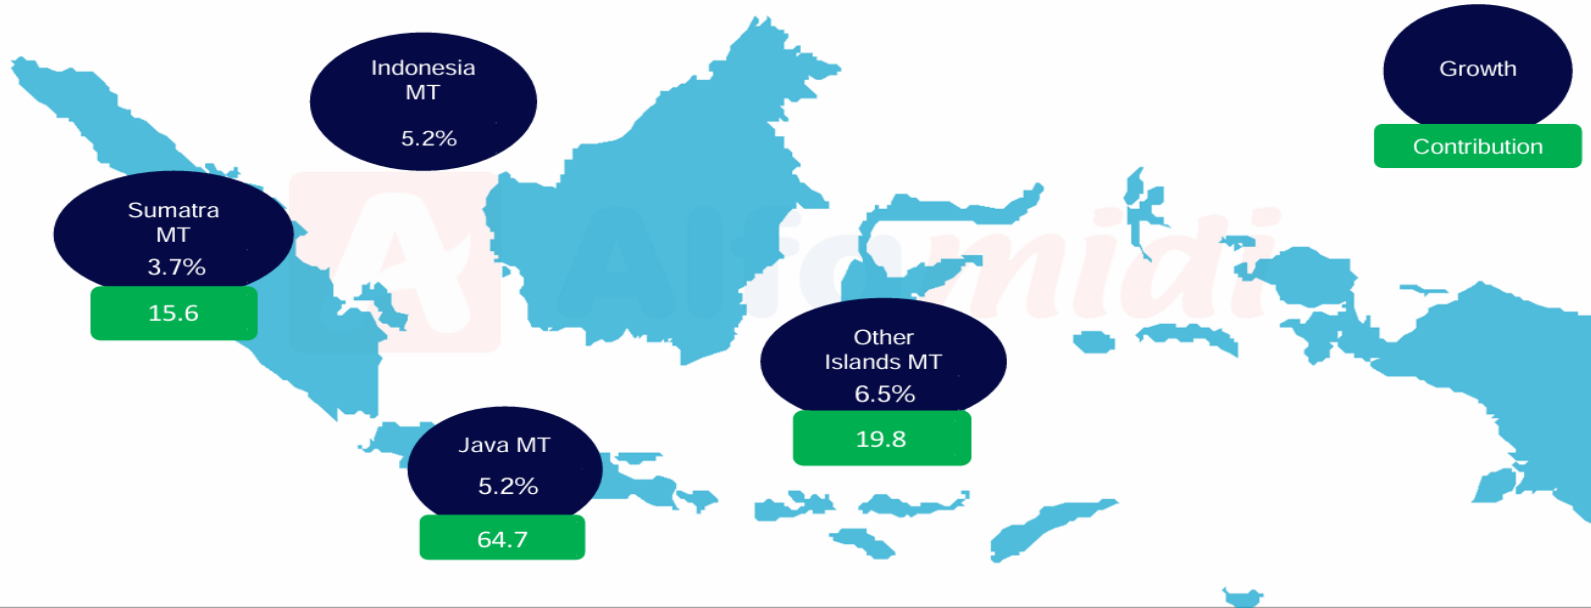 Indonesia
MT
5.2%
Growth
Contribution
Sumatra
MT
3.7%
15.6
Alfamidi
Other
Islands MT
6.5%
19.8
Java MT
5.2%
64.7